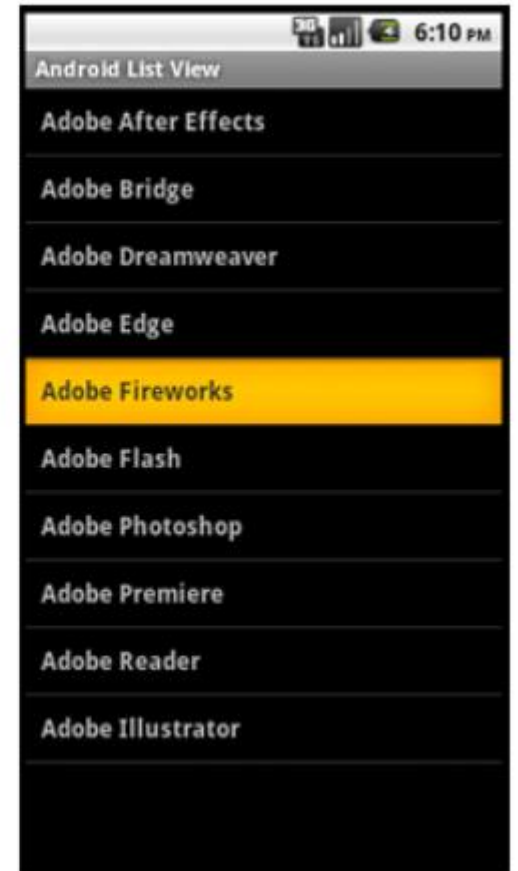 3G
6:10 PM
Android List View
Adobe After Effects
Adobe Bridge
Adobe Dreamweaver
Adobe Edge
Adobe Fireworks
Adobe Flash
Adobe Photoshop
Adobe Premiere
Adobe Reader
Adobe Illustrator